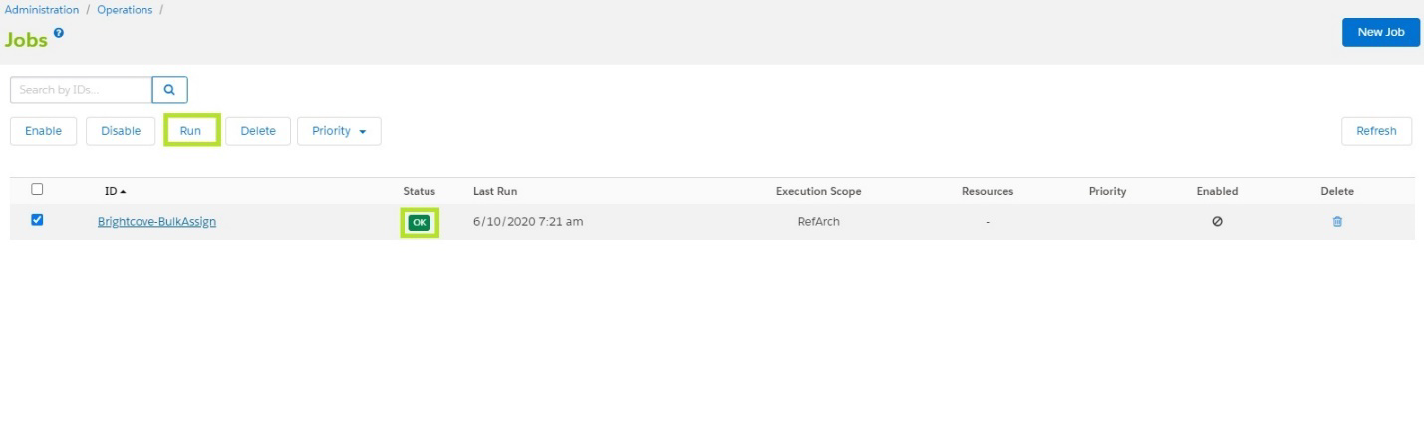 Administration / Operations /
Jobs ?
New Job
Search by IDs...
Enable Disable Run Delete Priority
Refresh
ID Status Last Run Execution Scope Resources Priority Enabled Delete
Brightcove-BulkAssign OK 6/10/2020 7:21 am RefArch -